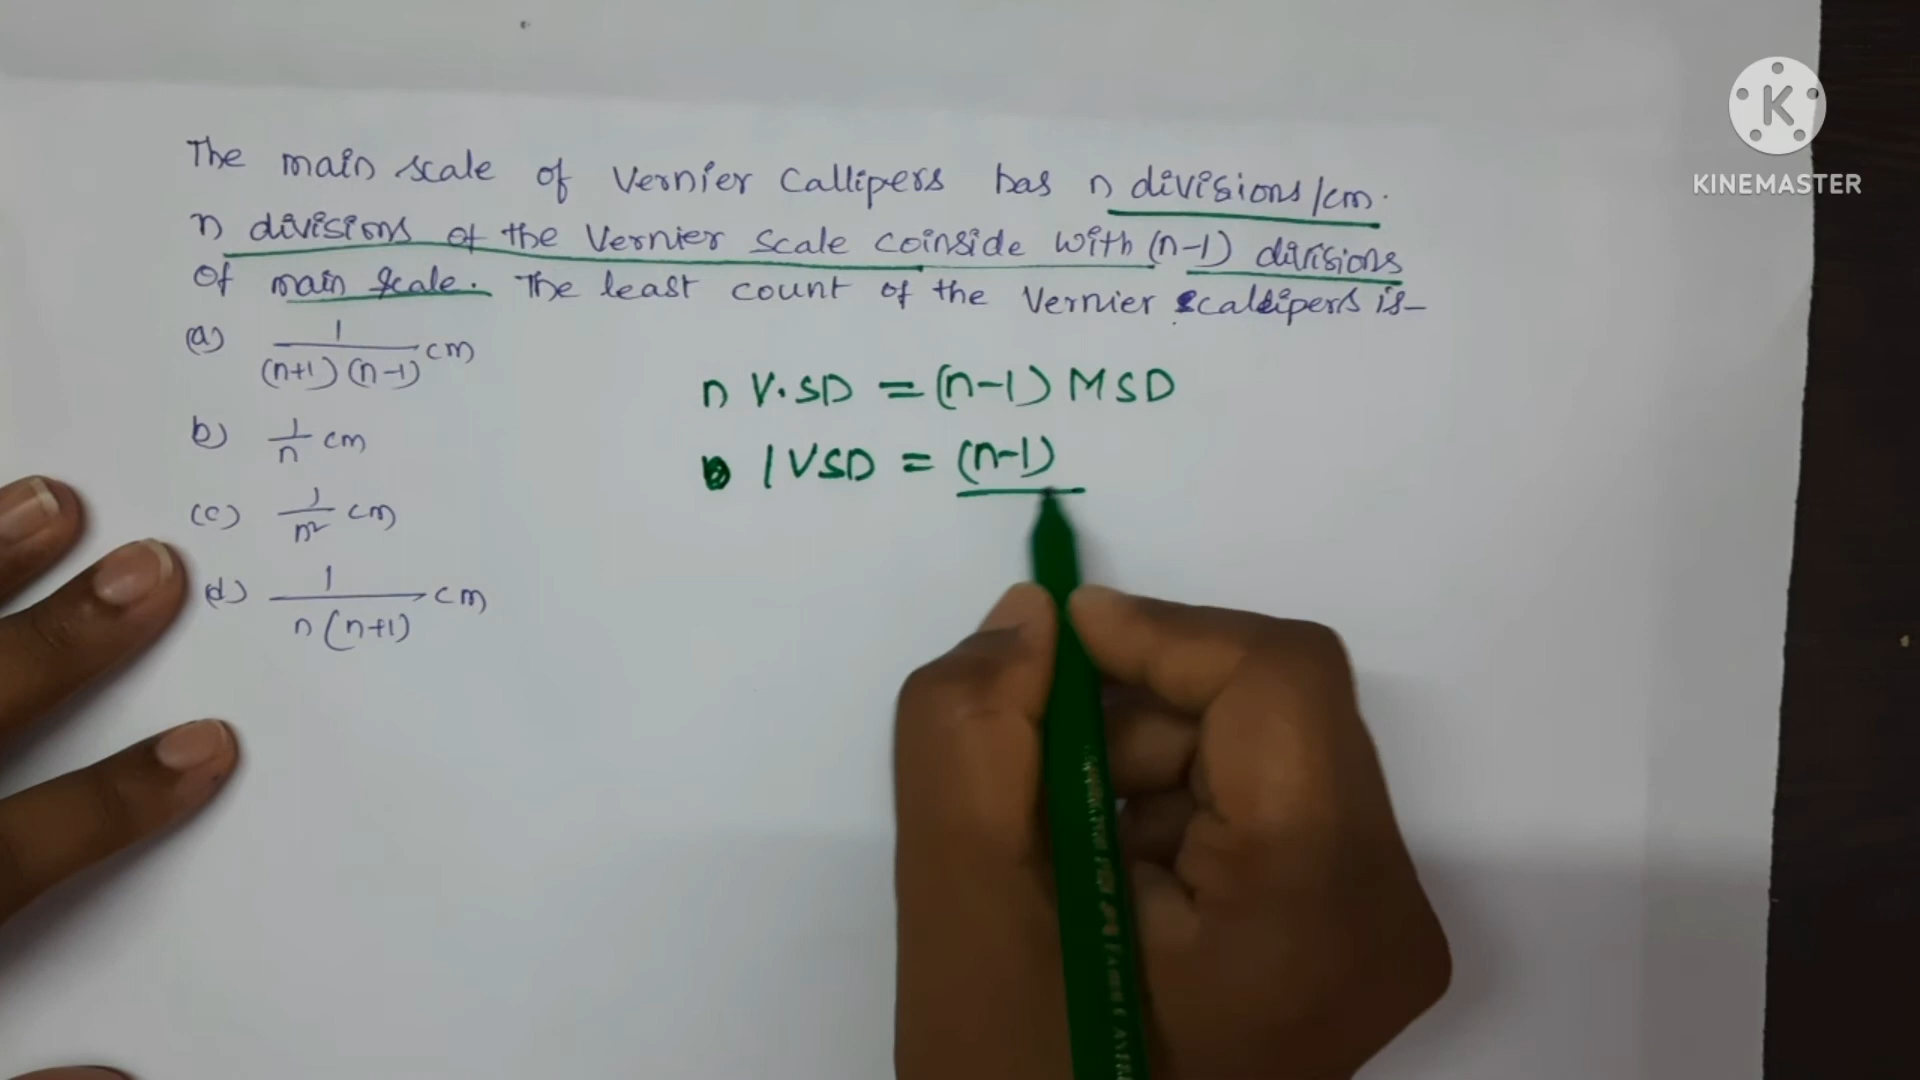 K
KINEMASTER
The main scale of Vernier Callipers has n divisions/cm.
n divisions of the Vernier scale coinside with (n-1) divisions
of main scale. The least count of the Vernier callipers is-
(a) 1/(n+1)(n-1) cm
b) 1/n cm
(c) 1/n² cm
(d) 1/n(n+1) cm
n V.SD = (n-1) MSD
1 VSD = (n-1)